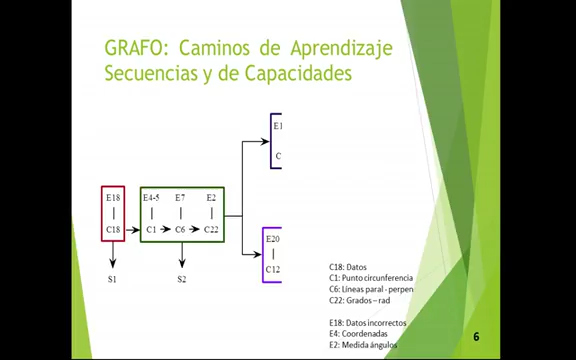 GRAFO: Caminos de Aprendizaje
Secuencias y de Capacidades
E1
C
E18
E4-5
E7
E2
C18
C1
C6
C22
E20
C12
S1
S2
C18: Datos
C1: Punto circunferencia
C6: Líneas paral - perpen
C22: Grados – rad
E18: Datos incorrectos
E4: Coordenadas
E2: Medida ángulos
6